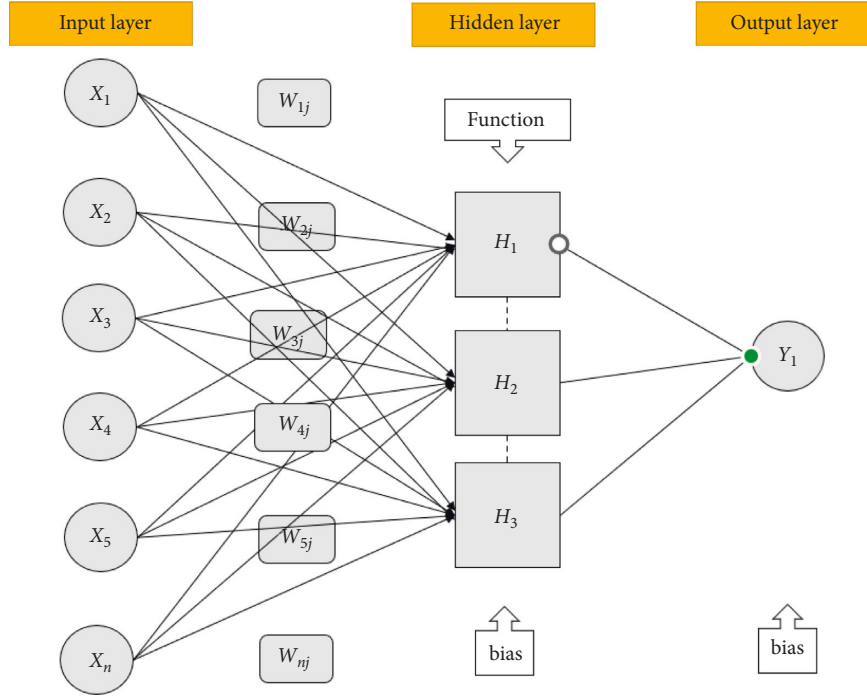 Input layer
Hidden layer
Output layer
X1
W1j
Function
X2
W2j
H1
X3
W3j
H2
Y1
X4
W4j
H3
X5
W5j
Xn
Wnj
bias
bias